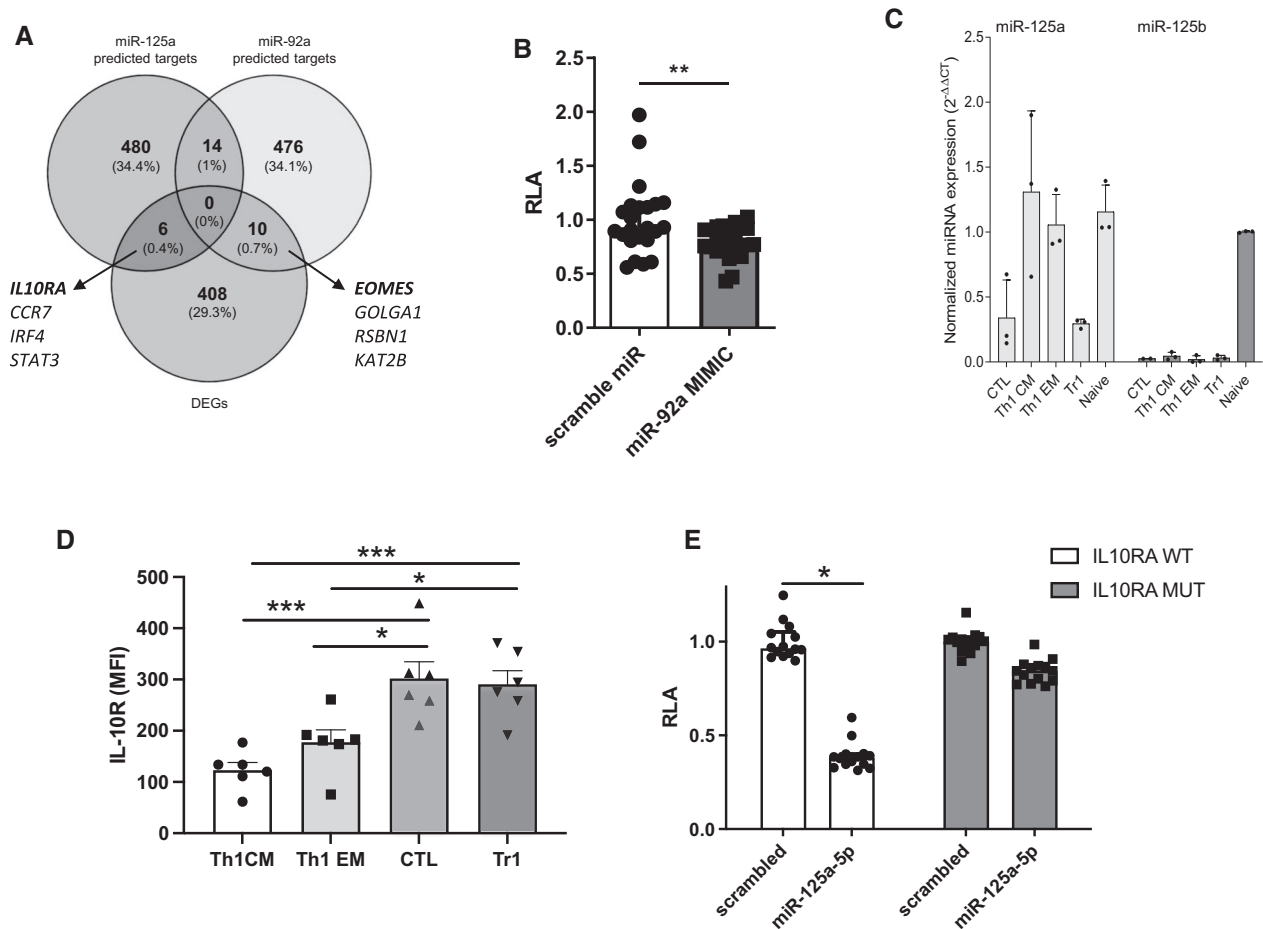 A
miR-125a
predicted targets
miR-92a
predicted targets
480
(34.4%)
14
(1%)
476
(34.1%)
0
(0%)
6
(0.4%)
10
(0.7%)
408
(29.3%)
IL10RA
CCR7
IRF4
STAT3
EOMES
GOLGA1
RSBN1
KAT2B
DEGs
B
RLA
2.5
2.0
1.5
1.0
0.5
0.0
**
scramble miR
miR-92a MIMIC
C
miR-125a
miR-125b
Normalized miRNA expression (2^-ΔΔCT)
2.5
2.0
1.5
1.0
0.5
0.0
CTL
Th1 CM
Th1 EM
Tr1
Naive
CTL
Th1 CM
Th1 EM
Tr1
Naive
D
IL-10R (MFI)
500
400
300
200
100
0
***
*
***
*
Th1CM
Th1 EM
CTL
Tr1
E
IL10RA WT
IL10RA MUT
RLA
1.0
0.5
0.0
*
scrambled
miR-125a-5p
scrambled
miR-125a-5p